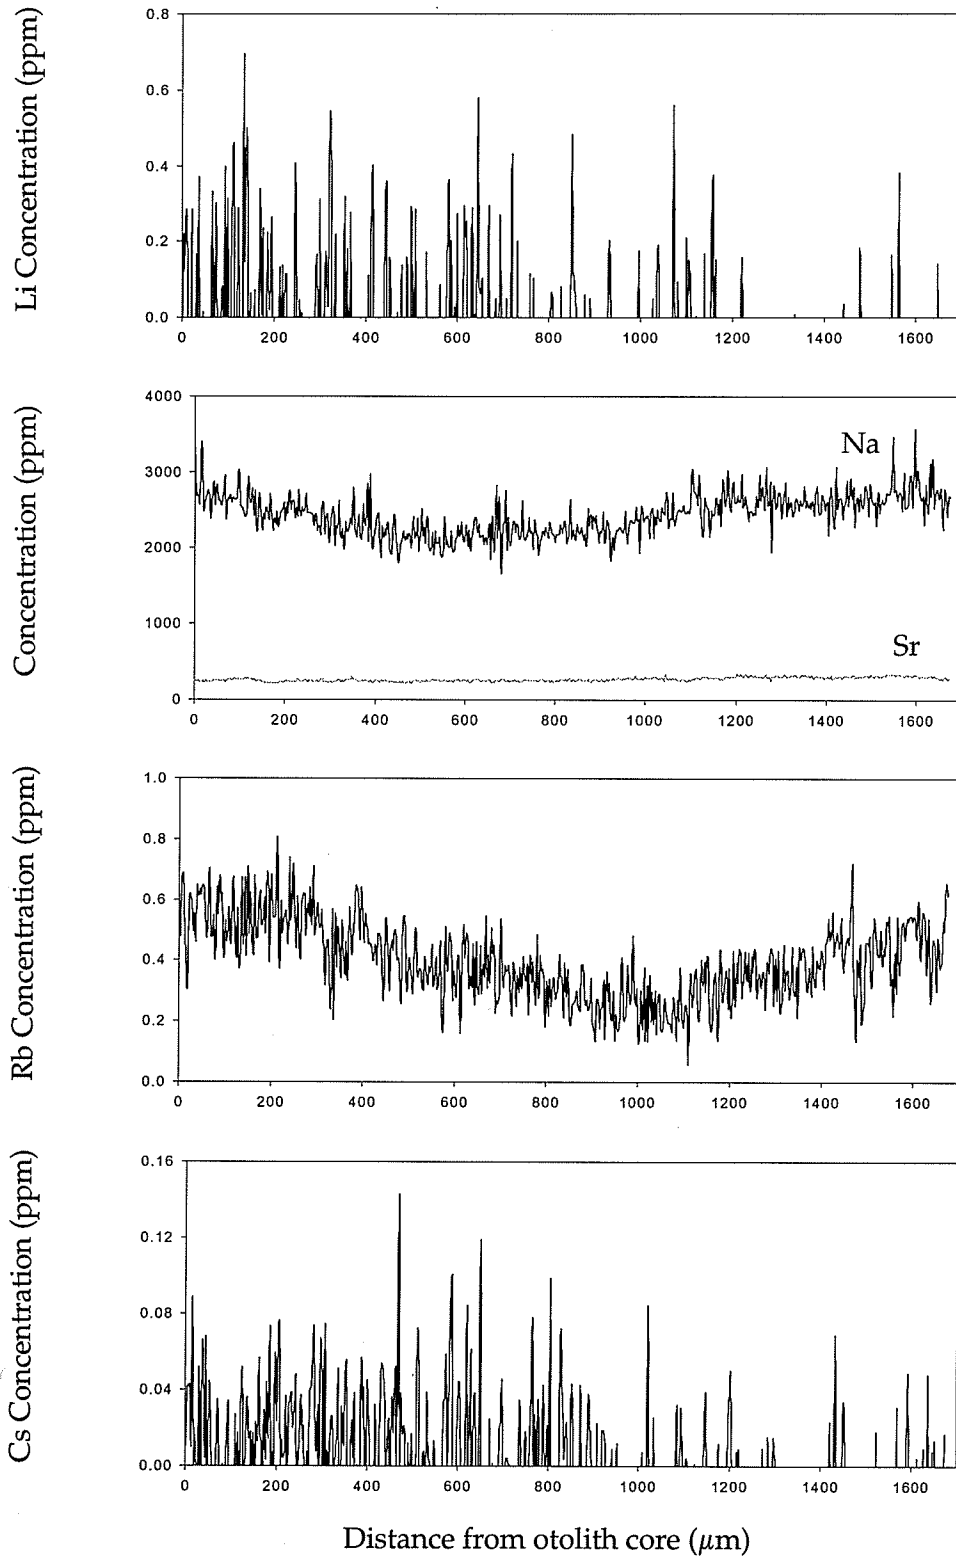 Li Concentration (ppm)
0.8
0.6
0.4
0.2
0.0
0 200 400 600 800 1000 1200 1400 1600
Concentration (ppm)
4000
3000
2000
1000
0
Na
Sr
0 200 400 600 800 1000 1200 1400 1600
Rb Concentration (ppm)
1.0
0.8
0.6
0.4
0.2
0.0
0 200 400 600 800 1000 1200 1400 1600
Cs Concentration (ppm)
0.16
0.12
0.08
0.04
0.00
0 200 400 600 800 1000 1200 1400 1600
Distance from otolith core (μm)